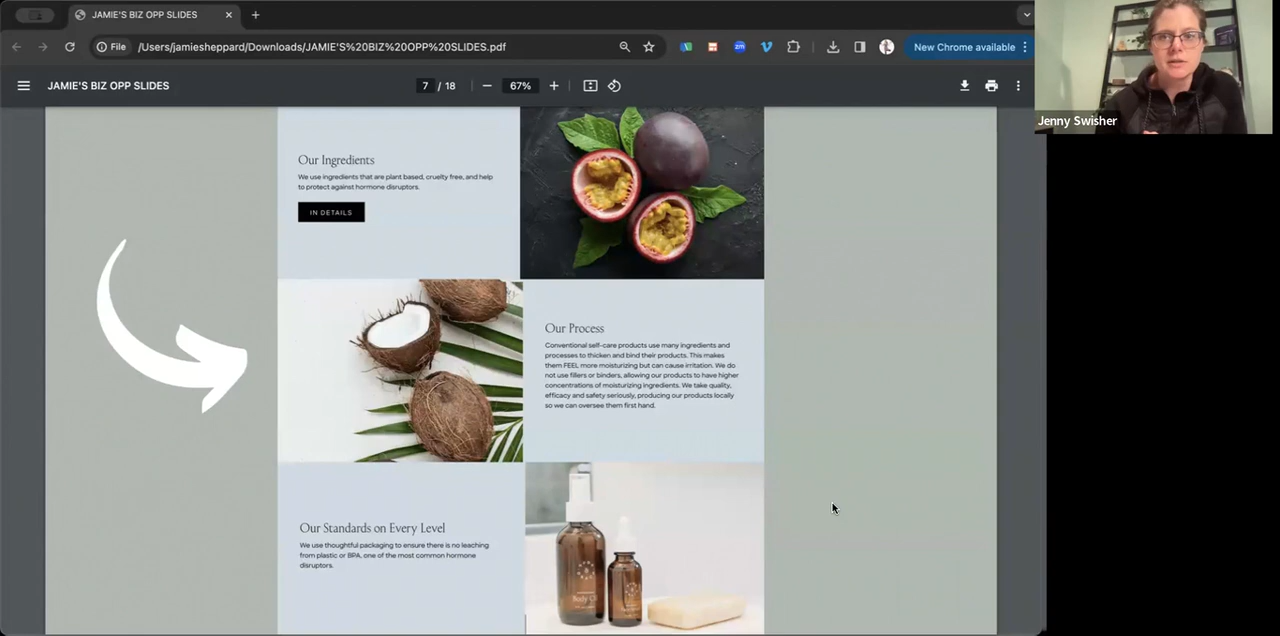 JAMIE'S BIZ OPP SLIDES
File
/Users/jamiesheppard/Downloads/JAMIE'S%20BIZ%20OPP%20SLIDES.pdf
zm
New Chrome available
JAMIE'S BIZ OPP SLIDES
7 / 18
67%
Jenny Swisher
Our Ingredients
We use ingredients that are plant based, cruelty free, and help
to protect against hormone disruptors.
IN DETAILS
Our Process
Conventional self-care products use many ingredients and
processes to thicken and bind their products. This makes
them FEEL more moisturizing but can cause irritation. We do
not use fillers or binders, allowing our products to have higher
concentrations of moisturizing ingredients. We take quality,
efficacy and safety seriously, producing our products locally
so we can oversee them first hand.
Our Standards on Every Level
We use thoughtful packaging to ensure there is no leaching
from plastic or BPA, one of the most common hormone
disruptors.
Body Oil